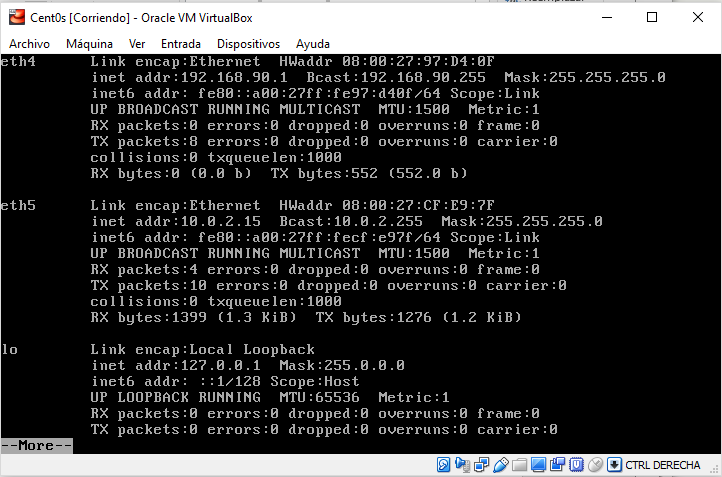 Cent0s [Corriendo] - Oracle VM VirtualBox
Archivo Máquina Ver Entrada Dispositivos Ayuda
eth4 Link encap:Ethernet HWaddr 08:00:27:97:D4:0F
inet addr:192.168.90.1 Bcast:192.168.90.255 Mask:255.255.255.0
inet6 addr: fe80::a00:27ff:fe97:d40f/64 Scope:Link
UP BROADCAST RUNNING MULTICAST MTU:1500 Metric:1
RX packets:0 errors:0 dropped:0 overruns:0 frame:0
TX packets:8 errors:0 dropped:0 overruns:0 carrier:0
collisions:0 txqueuelen:1000
RX bytes:0 (0.0 b) TX bytes:552 (552.0 b)
eth5 Link encap:Ethernet HWaddr 08:00:27:CF:E9:7F
inet addr:10.0.2.15 Bcast:10.0.2.255 Mask:255.255.255.0
inet6 addr: fe80::a00:27ff:fecf:e97f/64 Scope:Link
UP BROADCAST RUNNING MULTICAST MTU:1500 Metric:1
RX packets:4 errors:0 dropped:0 overruns:0 frame:0
TX packets:10 errors:0 dropped:0 overruns:0 carrier:0
collisions:0 txqueuelen:1000
RX bytes:1399 (1.3 KiB) TX bytes:1276 (1.2 KiB)
lo Link encap:Local Loopback
inet addr:127.0.0.1 Mask:255.0.0.0
inet6 addr: ::1/128 Scope:Host
UP LOOPBACK RUNNING MTU:65536 Metric:1
RX packets:0 errors:0 dropped:0 overruns:0 frame:0
TX packets:0 errors:0 dropped:0 overruns:0 carrier:0
--More--
CTRL DERECHA